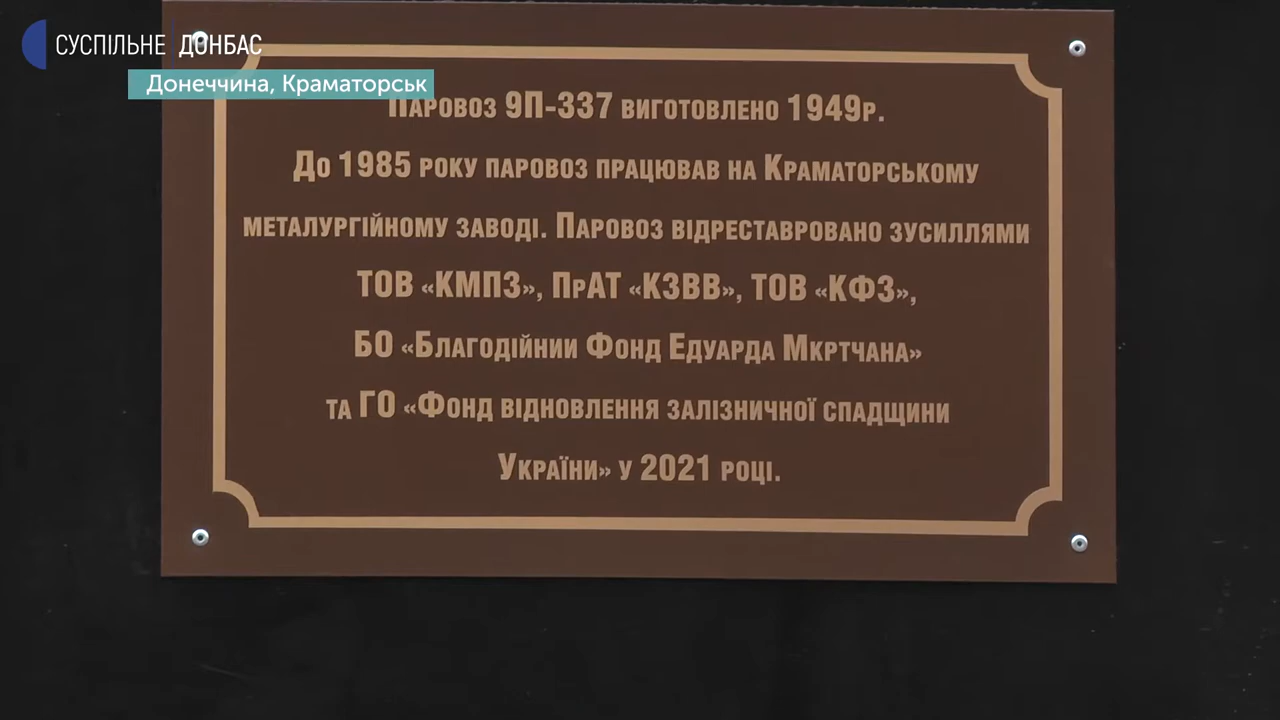 СУСПІЛЬНЕ ДОНБАС
Донеччина, Краматорськ
Паровоз 9П-337 виготовлено 1949р.
До 1985 року паровоз працював на Краматорському
металургійному заводі. Паровоз відреставровано зусиллями
ТОВ «КМПЗ», ПрАТ «КЗВВ», ТОВ «КФЗ»,
БО «Благодійнии Фонд Едуарда Мкртчана»
та ГО «Фонд відновлення залізничної спадщини
України» у 2021 році.